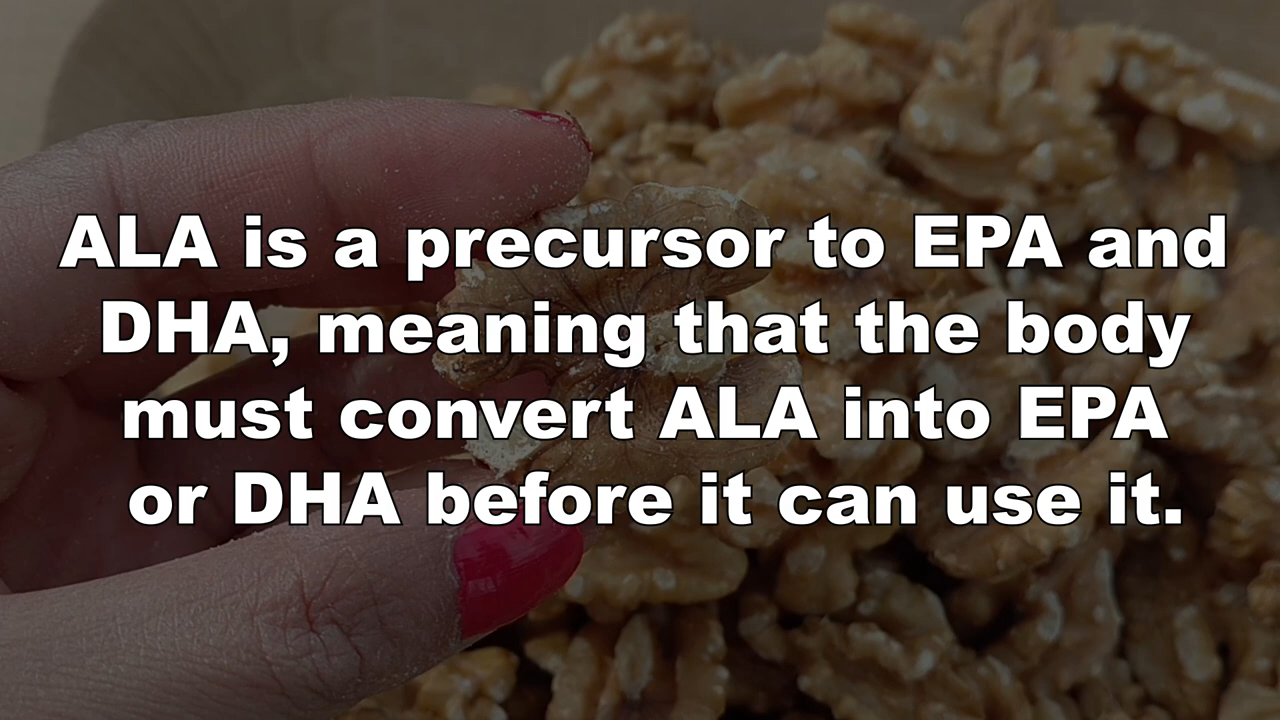 ALA is a precursor to EPA and
DHA, meaning that the body
must convert ALA into EPA
or DHA before it can use it.